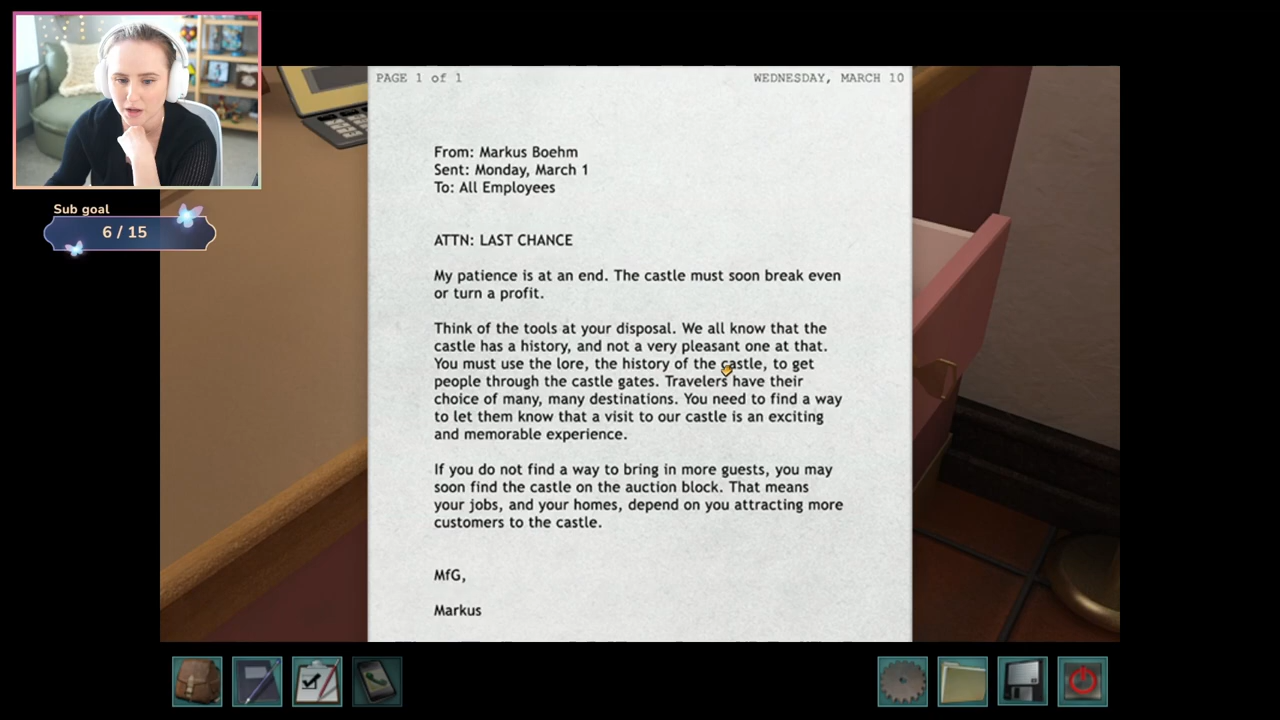 PAGE 1 of 1
WEDNESDAY, MARCH 10
From: Markus Boehm
Sent: Monday, March 1
To: All Employees
ATTN: LAST CHANCE
My patience is at an end. The castle must soon break even
or turn a profit.
Think of the tools at your disposal. We all know that the
castle has a history, and not a very pleasant one at that.
You must use the lore, the history of the castle, to get
people through the castle gates. Travelers have their
choice of many, many destinations. You need to find a way
to let them know that a visit to our castle is an exciting
and memorable experience.
If you do not find a way to bring in more guests, you may
soon find the castle on the auction block. That means
your jobs, and your homes, depend on you attracting more
customers to the castle.
MfG,
Markus
Sub goal
6 / 15